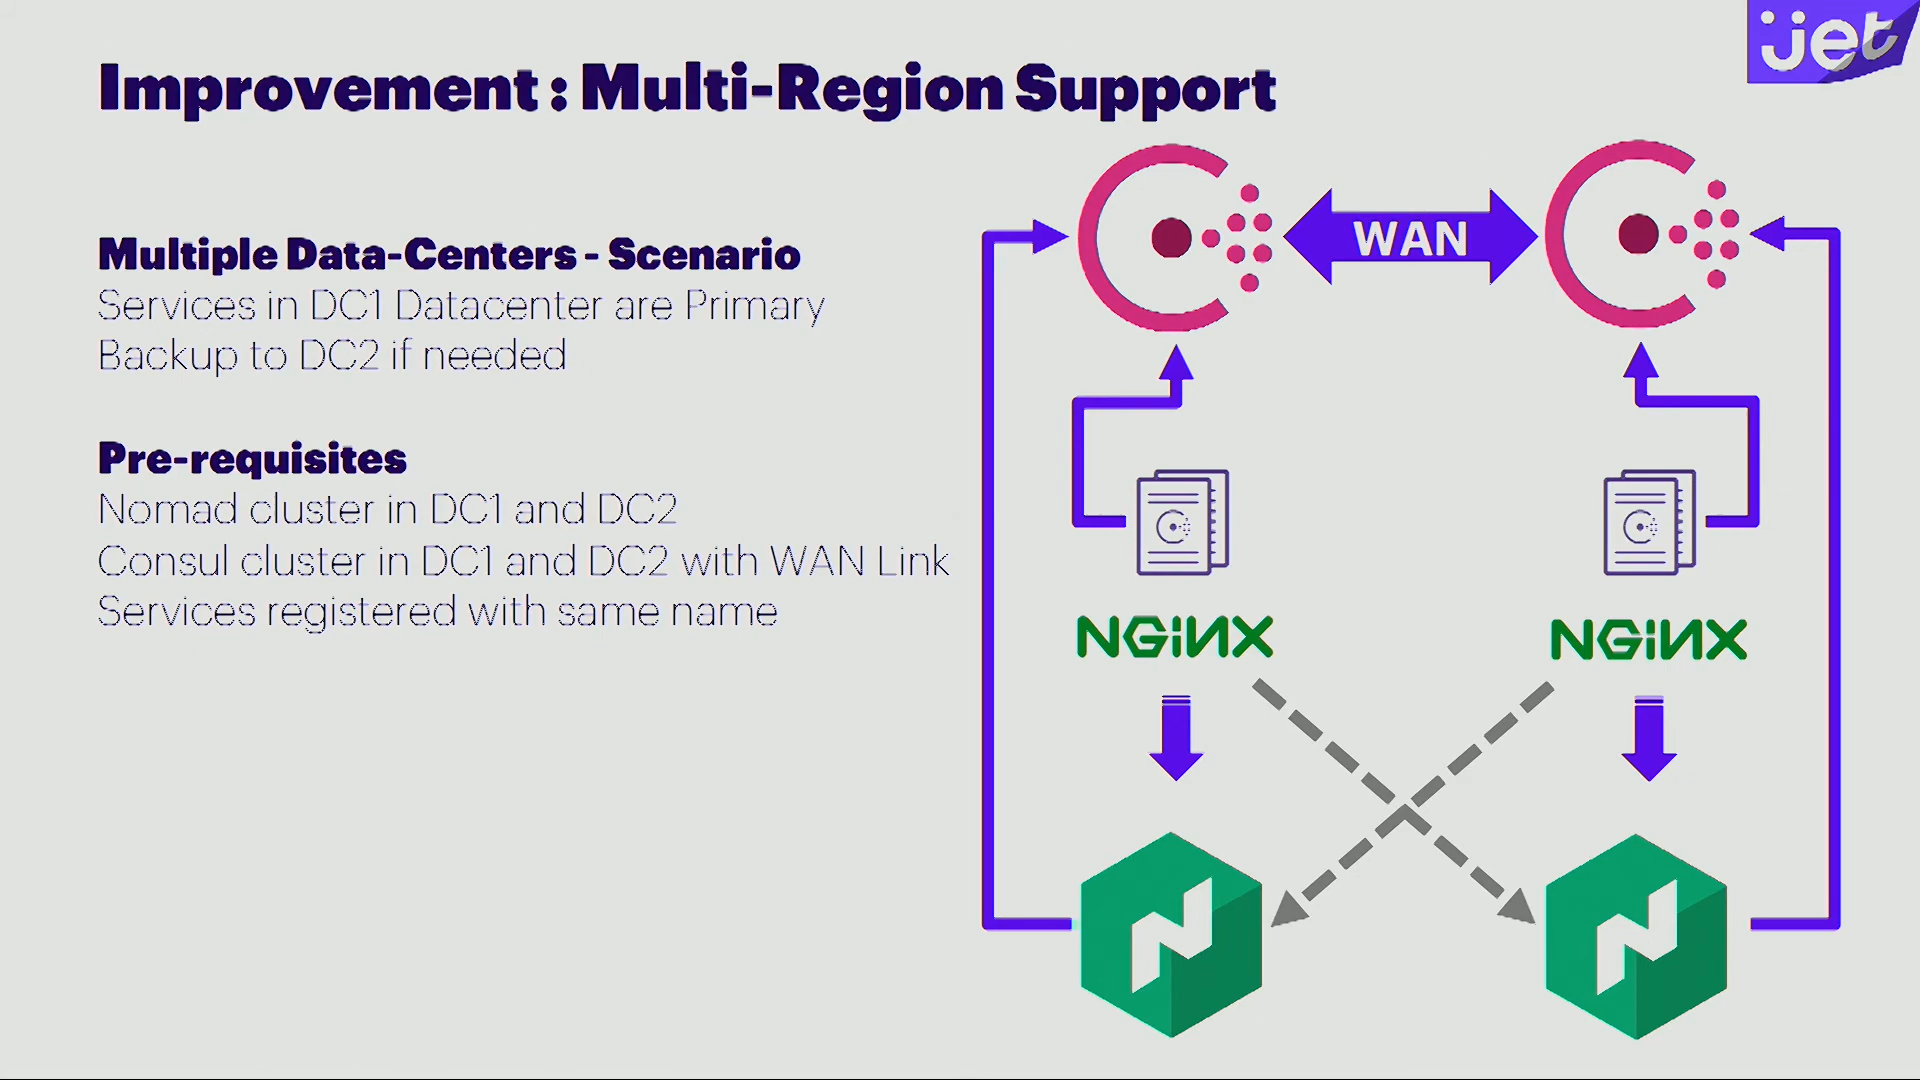 jet
Improvement : Multi-Region Support
Multiple Data-Centers - Scenario
Services in DC1 Datacenter are Primary
Backup to DC2 if needed
Pre-requisites
Nomad cluster in DC1 and DC2
Consul cluster in DC1 and DC2 with WAN Link
Services registered with same name
WAN
NGiNX
NGiNX